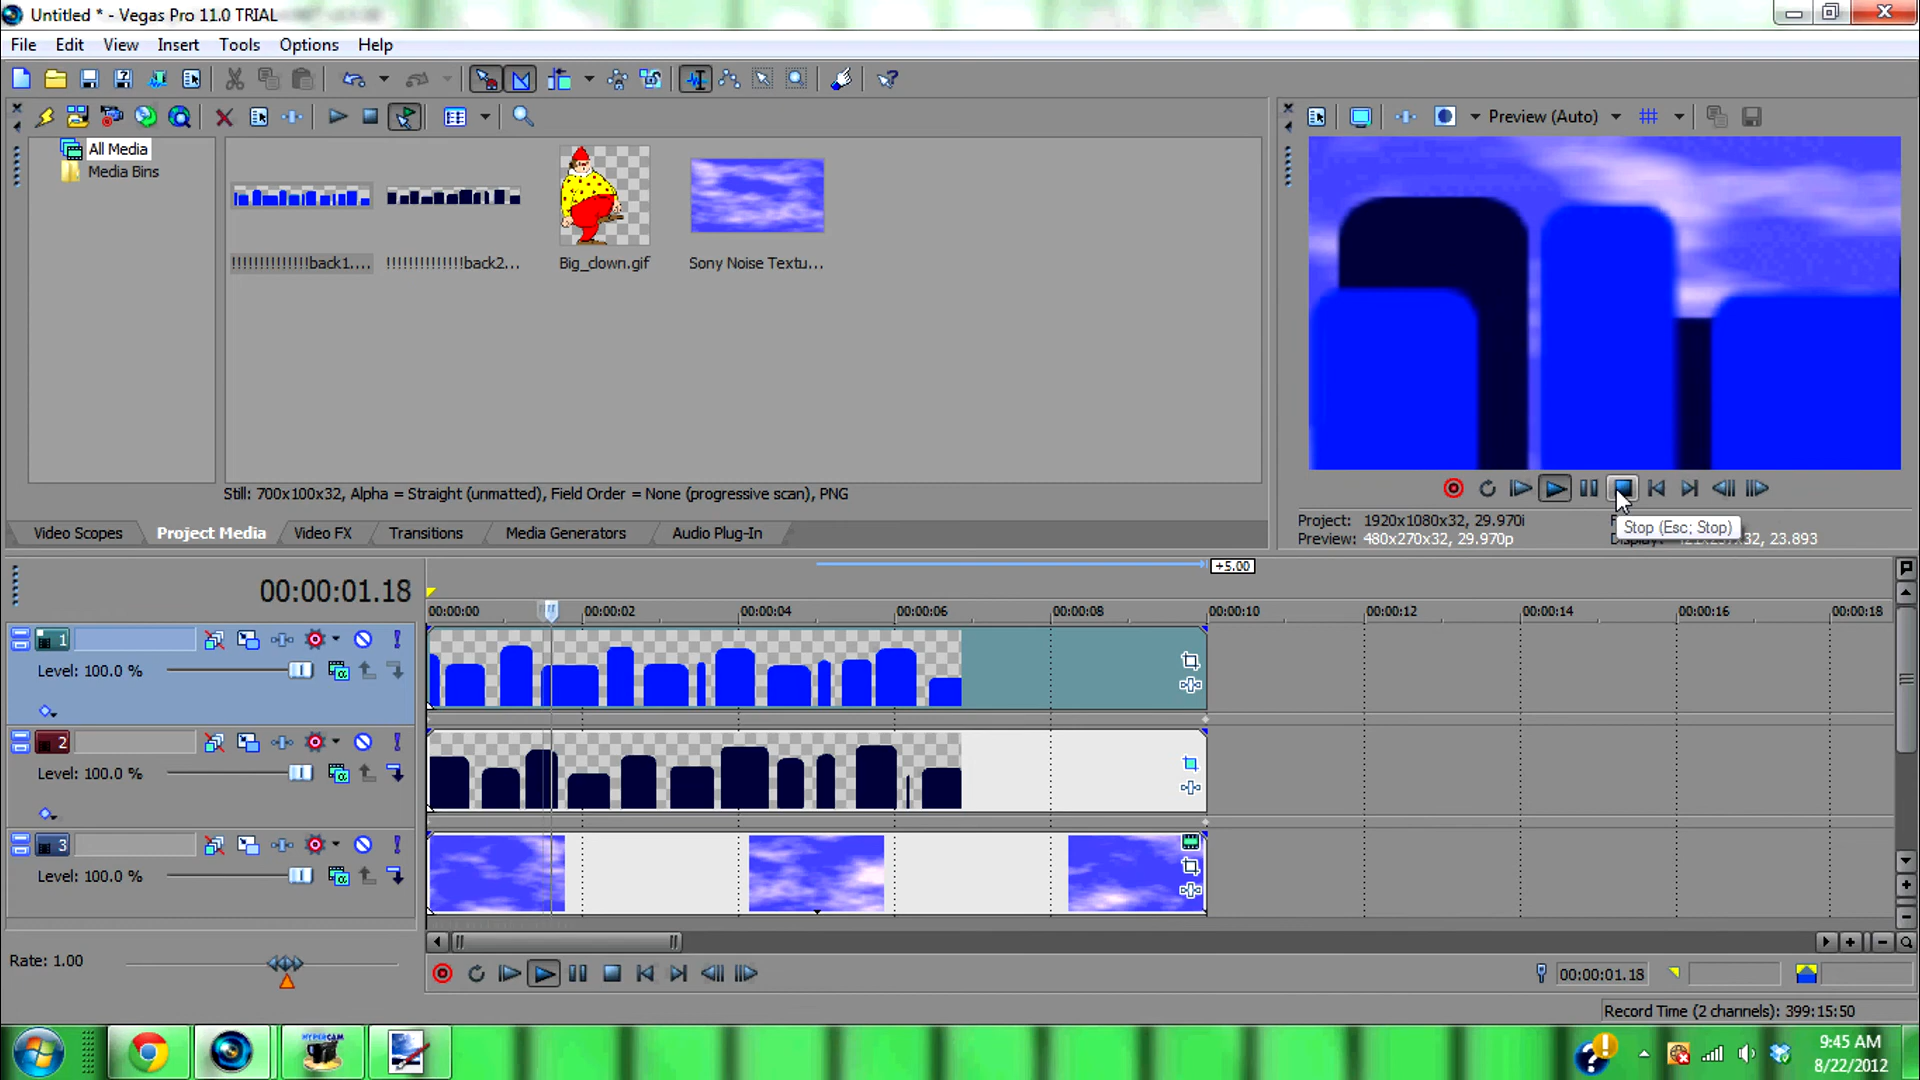 Untitled * - Vegas Pro 11.0 TRIAL
File Edit View Insert Tools Options Help
Preview (Auto)
All Media
Media Bins
!!!!!!!!!!!!!!back1.... !!!!!!!!!!!!!!back2... Big_clown.gif Sony Noise Textu...
Still: 700x100x32, Alpha = Straight (unmatted), Field Order = None (progressive scan), PNG
Video Scopes Project Media Video FX Transitions Media Generators Audio Plug-In
Project: 1920x1080x32, 29.970i
Stop (Esc; Stop)
Preview: 480x270x32, 29.970p
x32, 23.893
+5.00
00:00:01.18
00:00:00 00:00:02 00:00:04 00:00:06 00:00:08 00:00:10 00:00:12 00:00:14 00:00:16 00:00:18
1
Level: 100.0 %
2
Level: 100.0 %
3
Level: 100.0 %
Rate: 1.00
00:00:01.18
Record Time (2 channels): 399:15:50
HYPERCAM
9:45 AM
8/22/2012